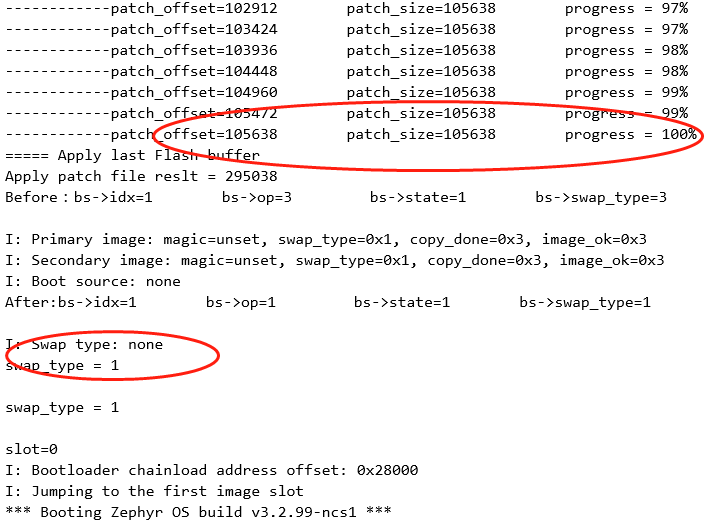 ------------patch_offset=102912 patch_size=105638 progress = 97%
------------patch_offset=103424 patch_size=105638 progress = 97%
------------patch_offset=103936 patch_size=105638 progress = 98%
------------patch_offset=104448 patch_size=105638 progress = 98%
------------patch_offset=104960 patch_size=105638 progress = 99%
------------patch_offset=105472 patch_size=105638 progress = 99%
------------patch_offset=105638 patch_size=105638 progress = 100%
===== Apply last Flash buffer
Apply patch file reslt = 295038
Before：bs->idx=1 bs->op=3 bs->state=1 bs->swap_type=3
I: Primary image: magic=unset, swap_type=0x1, copy_done=0x3, image_ok=0x3
I: Secondary image: magic=unset, swap_type=0x1, copy_done=0x3, image_ok=0x3
I: Boot source: none
After:bs->idx=1 bs->op=1 bs->state=1 bs->swap_type=1
I: Swap type: none
swap_type = 1
swap_type = 1
slot=0
I: Bootloader chainload address offset: 0x28000
I: Jumping to the first image slot
*** Booting Zephyr OS build v3.2.99-ncs1 ***